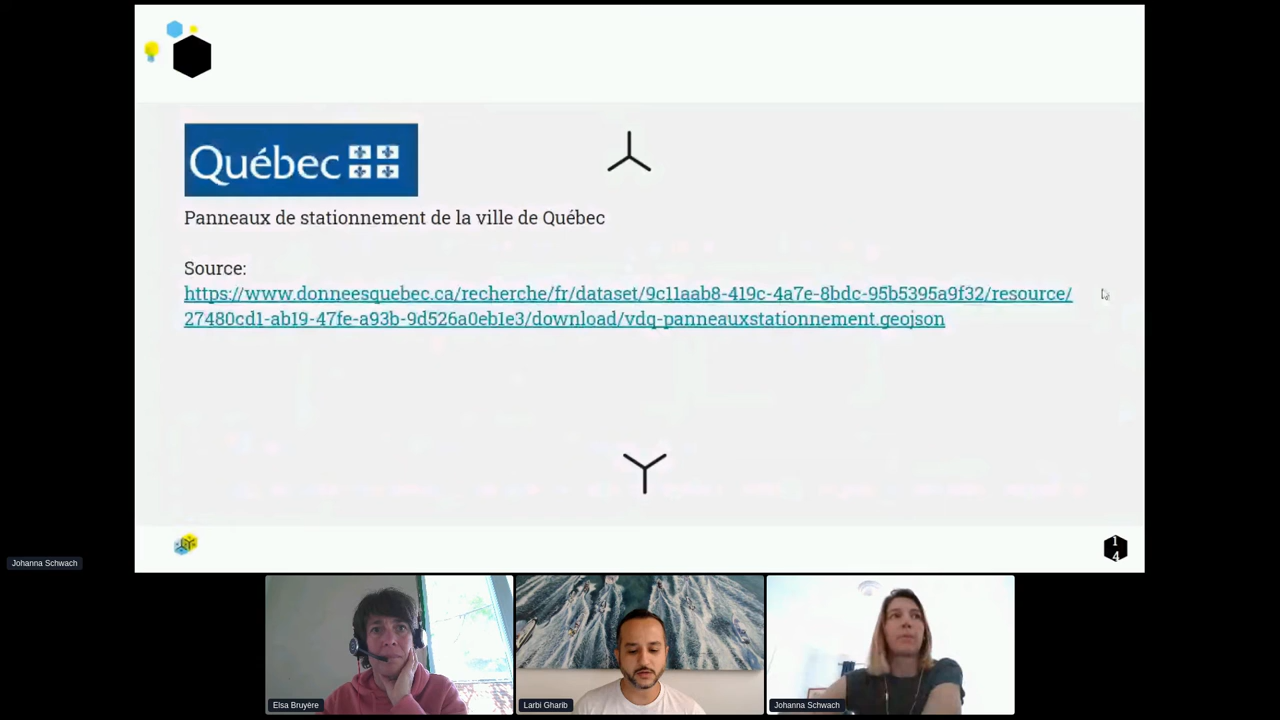 Québec
Panneaux de stationnement de la ville de Québec
Source:
https://www.donneesquebec.ca/recherche/fr/dataset/9c11aab8-419c-4a7e-8bdc-95b5395a9f32/resource/
27480cd1-ab19-47fe-a93b-9d526a0eb1e3/download/vdq-panneauxstationnement.geojson
1
4
Johanna Schwach
Elsa Bruyère
Larbi Gharib
Johanna Schwach